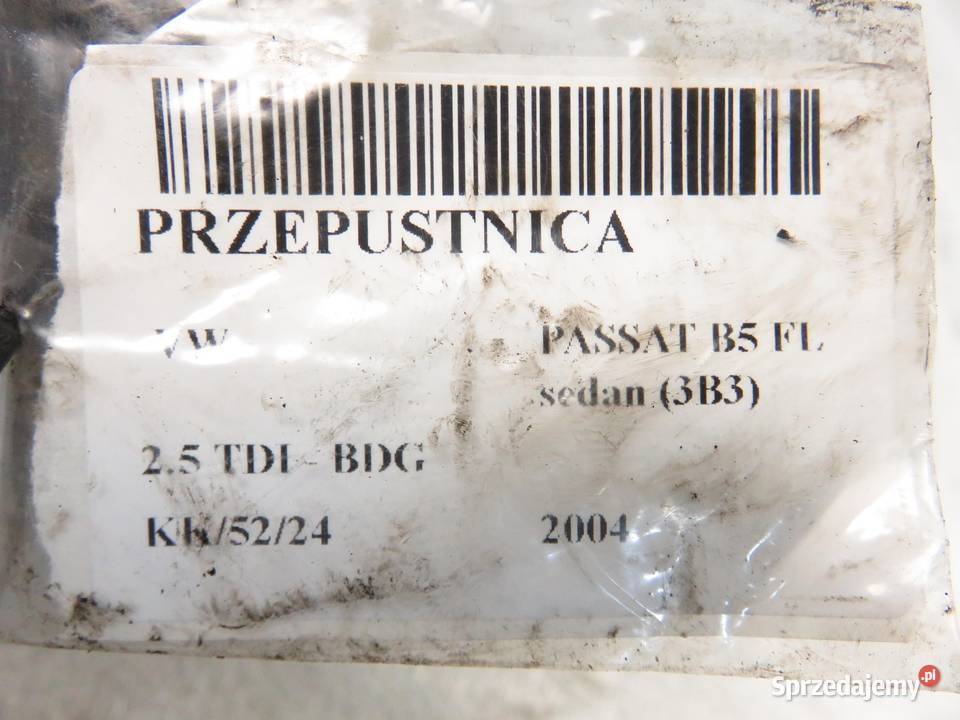 PRZEPUSTNICA
VW PASSAT B5 FL
sedan (3B3)
2.5 TDI - BDG
KK/52/24 2004
Sprzedajemy.pl